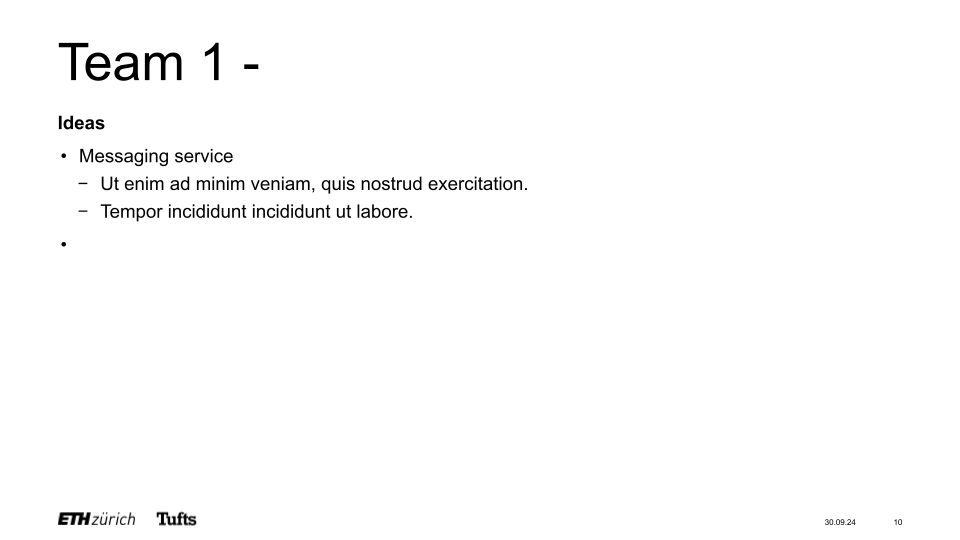 Team 1 -
Ideas
• Messaging service
− Ut enim ad minim veniam, quis nostrud exercitation.
− Tempor incididunt incididunt ut labore.
•
ETH zürich Tufts
30.09.24 10